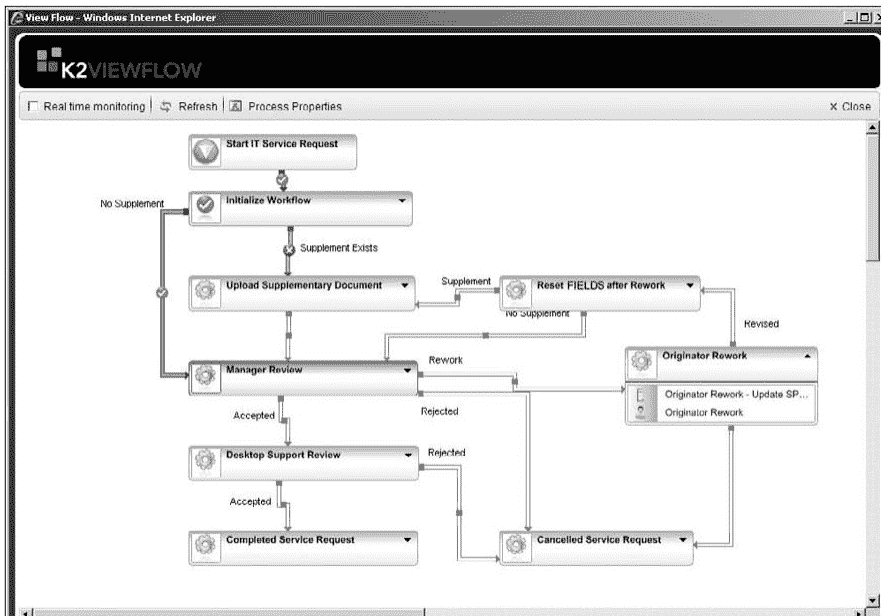 View Flow - Windows Internet Explorer
K2VIEWFLOW
Real time monitoring
Refresh
Process Properties
x Close
Start IT Service Request
No Supplement
Initialize Workflow
Supplement Exists
Upload Supplementary Document
Supplement
Reset FIELDS after Rework
No Supplement
Revised
Manager Review
Rework
Originator Rework
Originator Rework - Update SP...
Originator Rework
Accepted
Rejected
Desktop Support Review
Rejected
Accepted
Completed Service Request
Cancelled Service Request